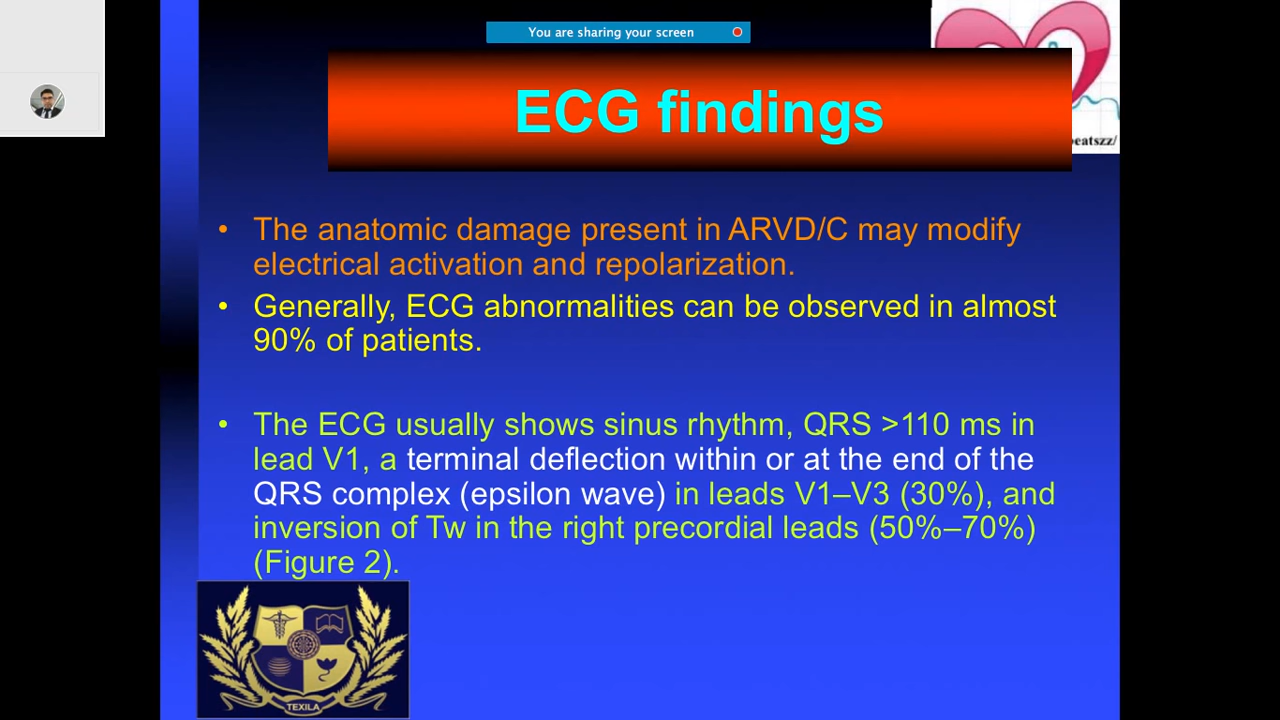 You are sharing your screen
ECG findings
eatszz/
• The anatomic damage present in ARVD/C may modify
electrical activation and repolarization.
• Generally, ECG abnormalities can be observed in almost
90% of patients.
• The ECG usually shows sinus rhythm, QRS >110 ms in
lead V1, a terminal deflection within or at the end of the
QRS complex (epsilon wave) in leads V1–V3 (30%), and
inversion of Tw in the right precordial leads (50%–70%)
(Figure 2).
TEXILA